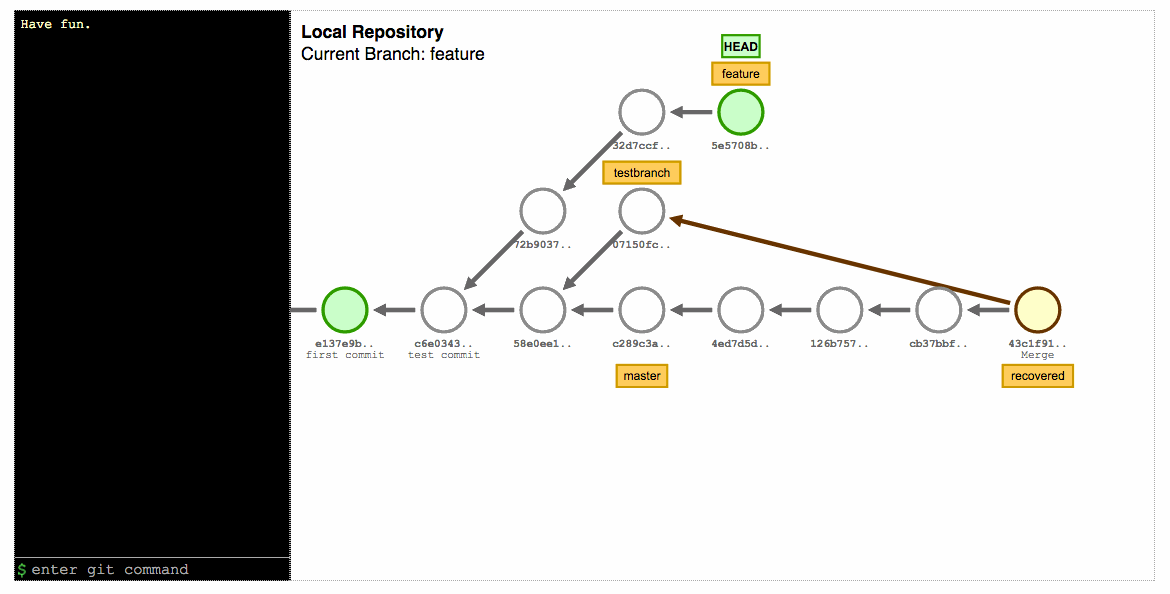 Have fun.
Local Repository
Current Branch: feature
HEAD
feature
32d7ccf..
5e5708b..
testbranch
72b9037..
07150fc..
e137e9b..
first commit
c6e0343..
test commit
58e0ee1..
c289c3a..
4ed7d5d..
126b757..
cb37bbf..
43c1f91..
Merge
master
recovered
$ enter git command